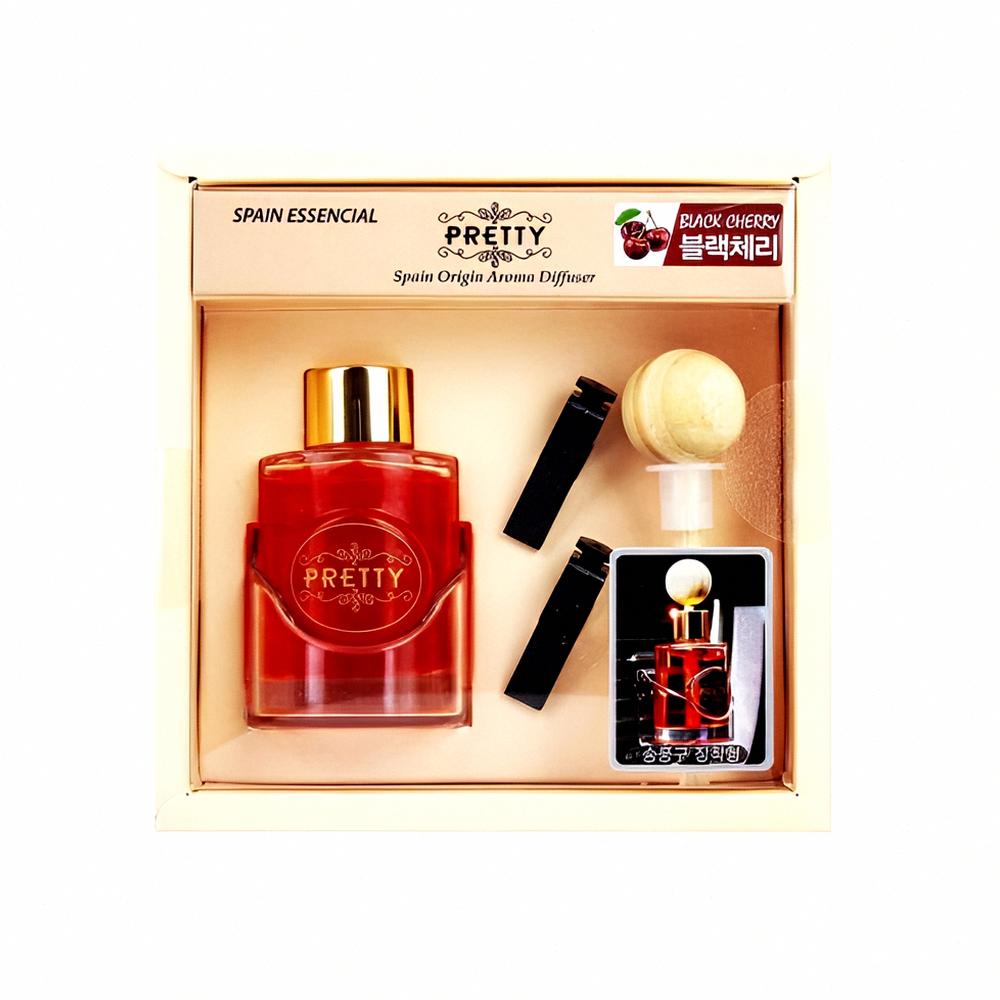 SPAIN ESSENCIAL
PRETTY
Spain Origin Aroma Diffuser
BLACK CHERRY
블랙체리
PRETTY